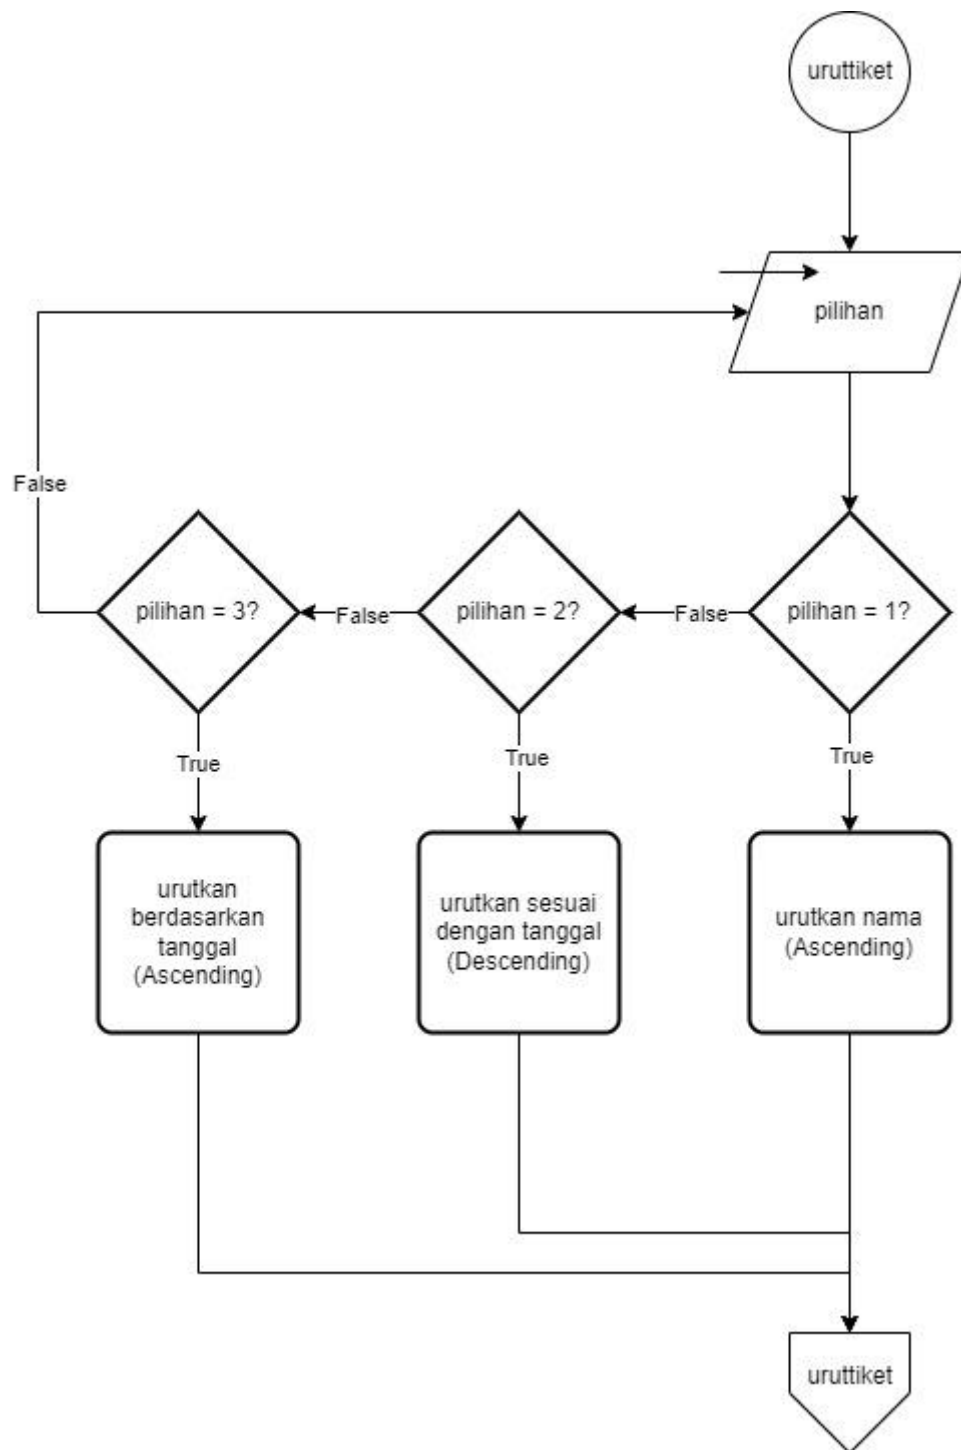 uruttiket
pilihan
False
pilihan = 3?
False
pilihan = 2?
False
pilihan = 1?
True
True
True
urutkan
berdasarkan
tanggal
(Ascending)
urutkan sesuai
dengan tanggal
(Descending)
urutkan nama
(Ascending)
uruttiket